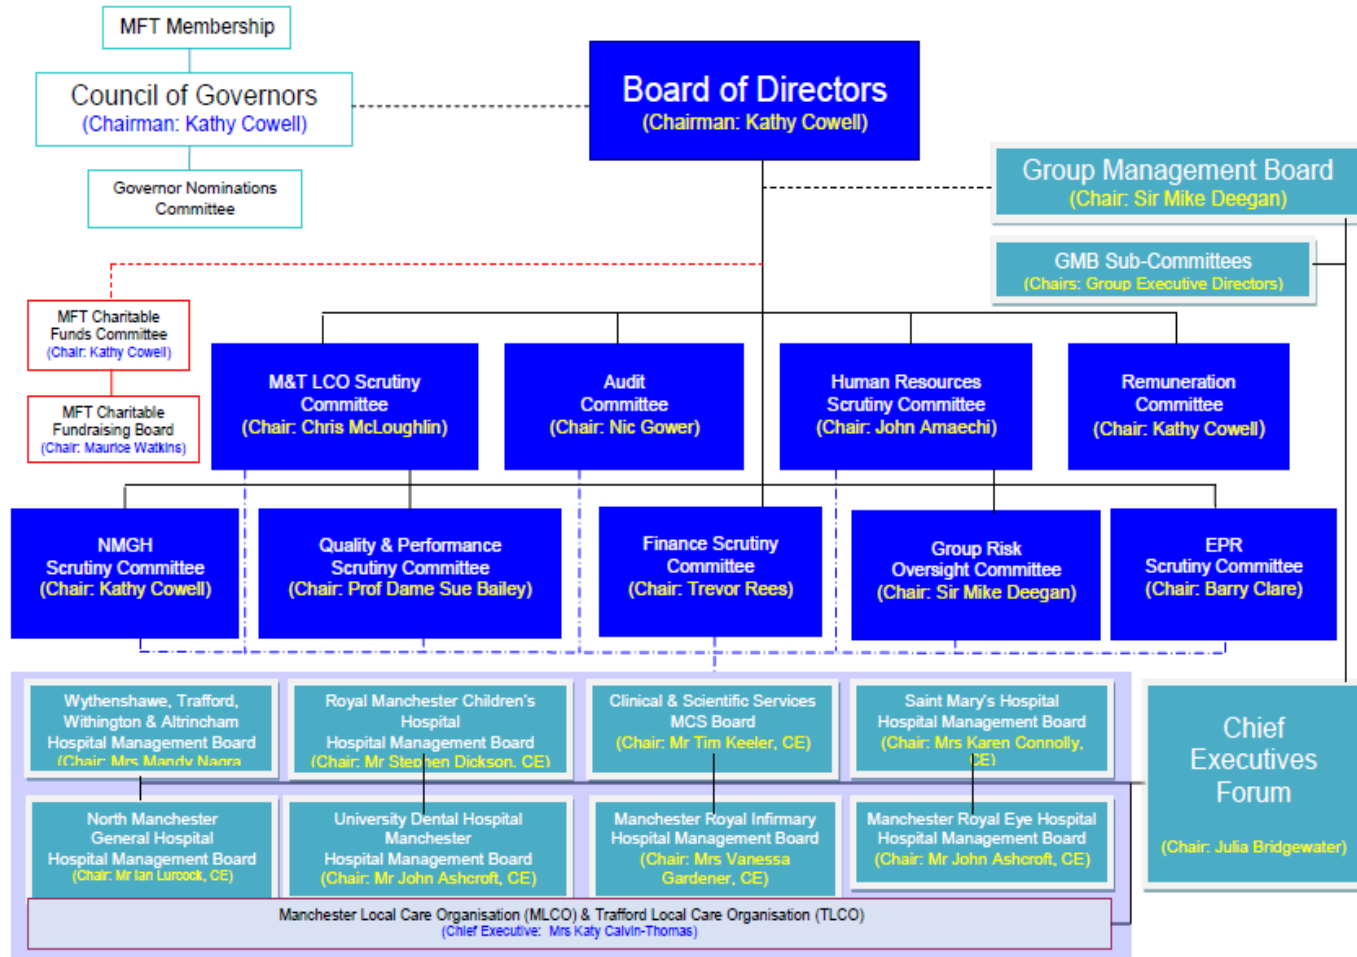 MFT Membership
Council of Governors
(Chairman: Kathy Cowell)
Governor Nominations
Committee
Board of Directors
(Chairman: Kathy Cowell)
Group Management Board
(Chair: Sir Mike Deegan)
GMB Sub-Committees
(Chairs: Group Executive Directors)
MFT Charitable
Funds Committee
(Chair: Kathy Cowell)
MFT Charitable
Fundraising Board
(Chair: Maurice Watkins)
M&T LCO Scrutiny
Committee
(Chair: Chris McLoughlin)
Audit
Committee
(Chair: Nic Gower)
Human Resources
Scrutiny Committee
(Chair: John Amaechi)
Remuneration
Committee
(Chair: Kathy Cowell)
NMGH
Scrutiny Committee
(Chair: Kathy Cowell)
Quality & Performance
Scrutiny Committee
(Chair: Prof Dame Sue Bailey)
Finance Scrutiny
Committee
(Chair: Trevor Rees)
Group Risk
Oversight Committee
(Chair: Sir Mike Deegan)
EPR
Scrutiny Committee
(Chair: Barry Clare)
Wythenshawe, Trafford,
Withington & Altrincham
Hospital Management Board
(Chair: Mrs Mandy Nagra
Royal Manchester Children's
Hospital
Hospital Management Board
(Chair: Mr Stephen Dickson, CE)
Clinical & Scientific Services
MCS Board
(Chair: Mr Tim Keeler, CE)
Saint Mary's Hospital
Hospital Management Board
(Chair: Mrs Karen Connolly,
CE)
North Manchester
General Hospital
Hospital Management Board
(Chair: Mr Ian Lurcock, CE)
University Dental Hospital
Manchester
Hospital Management Board
(Chair: Mr John Ashcroft, CE)
Manchester Royal Infirmary
Hospital Management Board
(Chair: Mrs Vanessa
Gardener, CE)
Manchester Royal Eye Hospital
Hospital Management Board
(Chair: Mr John Ashcroft, CE)
Chief
Executives
Forum
(Chair: Julia Bridgewater)
Manchester Local Care Organisation (MLCO) & Trafford Local Care Organisation (TLCO)
(Chief Executive: Mrs Katy Calvin-Thomas)